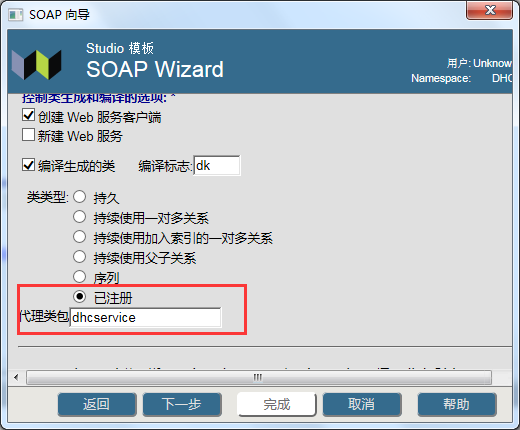 SOAP 向导
Studio 模板
SOAP Wizard
用户: Unknow
Namespace: DHC
控制类生成和编译的选项: *
创建 Web 服务客户端
新建 Web 服务
编译生成的类 编译标志: dk
类类型: 持久
持续使用一对多关系
持续使用加入索引的一对多关系
持续使用父子关系
序列
已注册
代理类包 dhcservice
返回 下一步 完成 取消 帮助